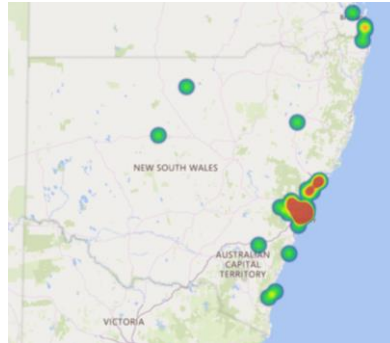 NEW SOUTH WALES
AUSTRALIAN
CAPITAL
TERRITORY
VICTORIA